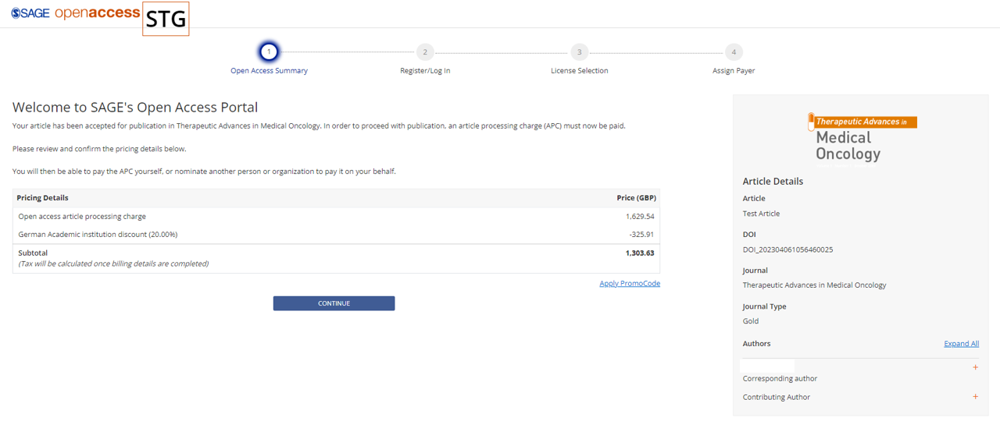 SAGE openaccess STG
1
2
3
4
Open Access Summary
Register/Log In
License Selection
Assign Payer
Welcome to SAGE's Open Access Portal
Your article has been accepted for publication in Therapeutic Advances in Medical Oncology. In order to proceed with publication, an article processing charge (APC) must now be paid.
Please review and confirm the pricing details below.
You will then be able to pay the APC yourself, or nominate another person or organization to pay it on your behalf.
Pricing Details Price (GBP)
Open access article processing charge 1,629.54
German Academic institution discount (20.00%) -325.91
Subtotal 1,303.63
(Tax will be calculated once billing details are completed)
Apply PromoCode
CONTINUE
Therapeutic Advances in
Medical
Oncology
Article Details
Article
Test Article
DOI
DOI_202304061056460025
Journal
Therapeutic Advances in Medical Oncology
Journal Type
Gold
Authors Expand All
+
Corresponding author
Contributing Author +